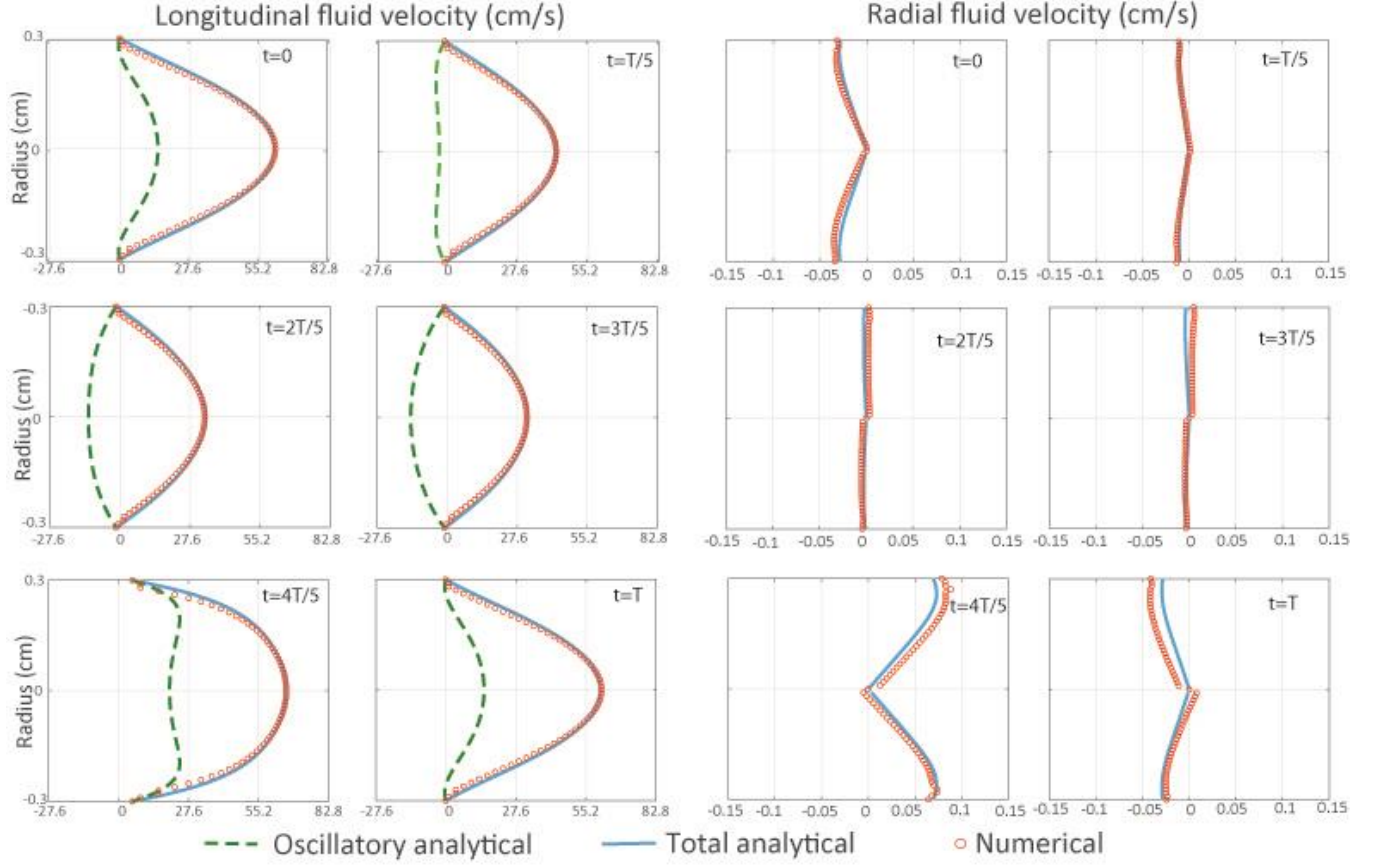 Longitudinal fluid velocity (cm/s)
Radial fluid velocity (cm/s)
Radius (cm)
0.3
0
-0.3
t=0
-27.6 0 27.6 55.2 82.8
t=T/5
-27.6 0 27.6 55.2 82.8
t=0
-0.15 -0.1 -0.05 0 0.05 0.1 0.15
t=T/5
-0.15 -0.1 -0.05 0 0.05 0.1 0.15
Radius (cm)
-0.3
0
-0.3
t=2T/5
-27.6 0 27.6 55.2 82.8
t=3T/5
-27.6 0 27.6 55.2 82.8
t=2T/5
-0.15 -0.1 -0.05 0 0.05 0.1 0.15
t=3T/5
-0.15 -0.1 -0.05 0 0.05 0.1 0.15
Radius (cm)
0.3
0
-0.3
t=4T/5
-27.6 0 27.6 55.2 82.8
t=T
-27.6 0 27.6 55.2 82.8
t=4T/5
-0.15 -0.1 -0.05 0 0.05 0.1 0.15
t=T
-0.15 -0.1 -0.05 0 0.05 0.1 0.15
Oscillatory analytical
Total analytical
Numerical